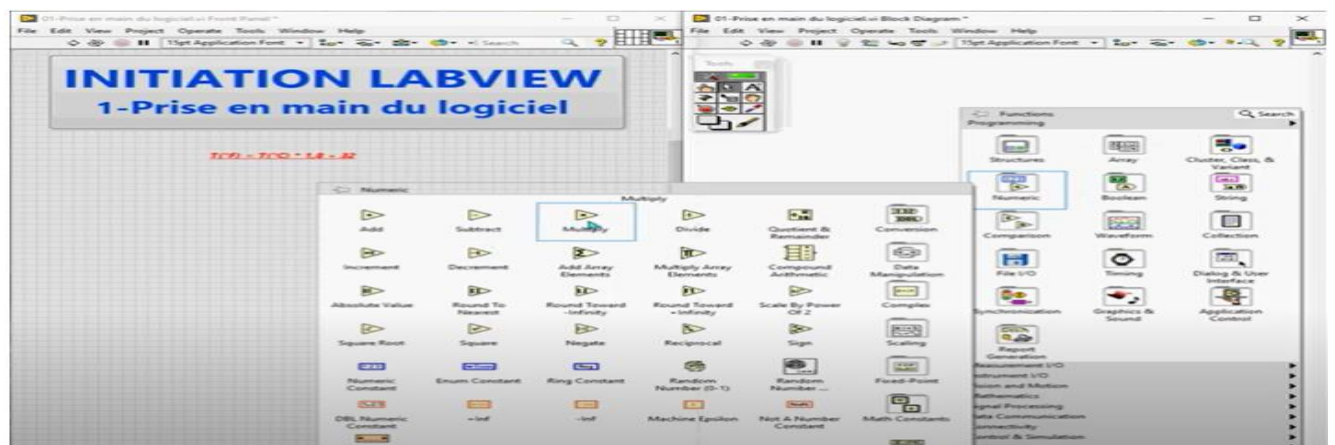 01-Prise en main du logiciel.vi Front Panel *
File Edit View Project Operate Tools Window Help
15pt Application Font
Search
INITIATION LABVIEW
1-Prise en main du logiciel
01-Prise en main du logiciel.vi Block Diagram *
File Edit View Project Operate Tools Window Help
15pt Application Font
Tools
Functions
Search
Programming
Structures
Array
Cluster, Class, & Variant
Numeric
Boolean
String
Comparison
Waveform
Collection
File I/O
Timing
Dialog & User Interface
Synchronization
Graphics & Sound
Application Control
Report Generation
Measurement I/O
Instrument I/O
Vision and Motion
Mathematics
Signal Processing
Data Communication
Connectivity
Control & Simulation
Numeric
Multiply
Add
Subtract
Multiply
Divide
Quotient & Remainder
Conversion
Increment
Decrement
Add Array Elements
Multiply Array Elements
Compound Arithmetic
Data Manipulation
Absolute Value
Round To Nearest
Round Toward -Infinity
Round Toward +Infinity
Scale By Power Of 2
Complex
Square Root
Square
Negate
Reciprocal
Sign
Scaling
Numeric Constant
Enum Constant
Ring Constant
Random Number (0-1)
Random Number ...
Fixed-Point
DBL Numeric Constant
+Inf
-Inf
Machine Epsilon
Not A Number Constant
Math Constants